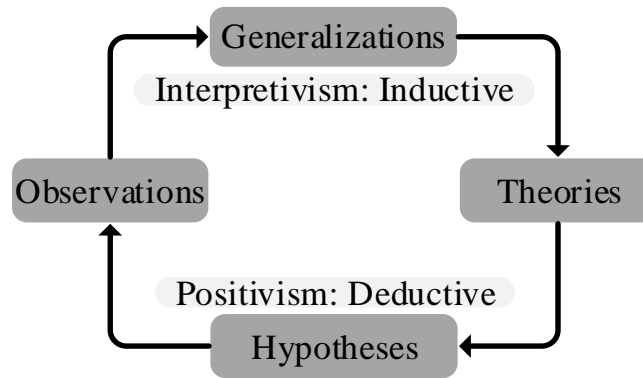 Generalizations
Interpretivism: Inductive
Observations
Theories
Positivism: Deductive
Hypotheses